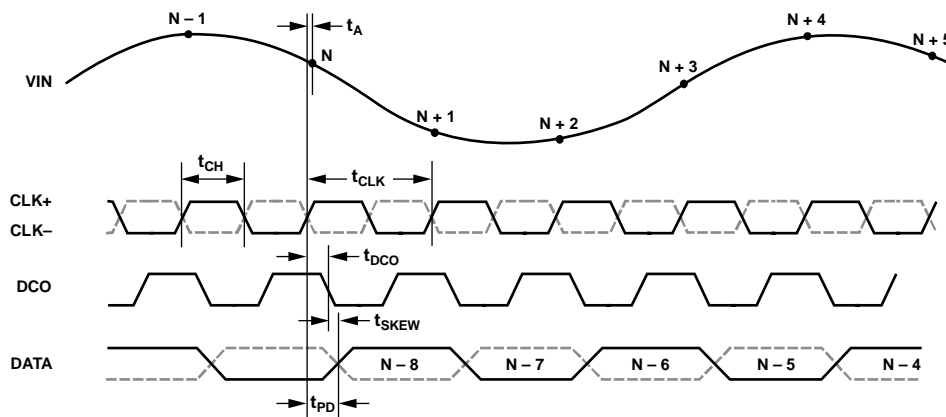 N – 1
t_A
N
N + 1
N + 2
N + 3
N + 4
N + 5
VIN
t_CH
t_CLK
CLK+
CLK–
t_DCO
DCO
t_SKEW
DATA
N – 8
N – 7
N – 6
N – 5
N – 4
t_PD